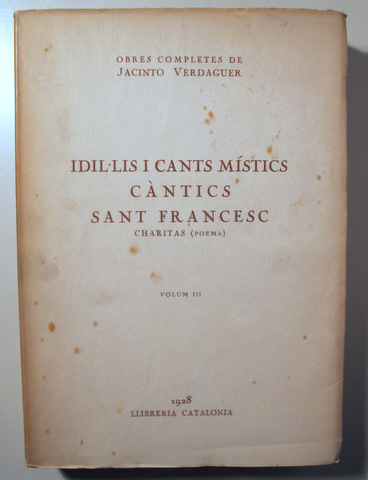 OBRES COMPLETES DE
JACINTO VERDAGUER
IDIL·LIS I CANTS MÍSTICS
CÀNTICS
SANT FRANCESC
CHARITAS (POEMA)
VOLUM III
1928
LLIBRERIA CATALONIA